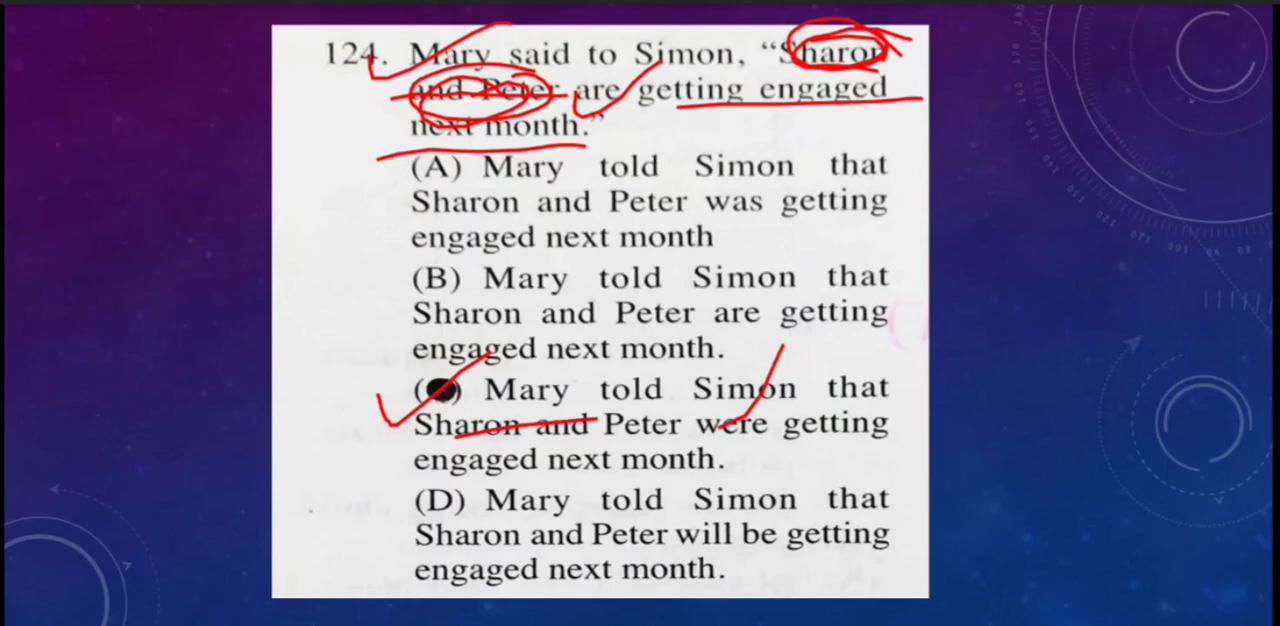 124. Mary said to Simon, “Sharon
and Peter are getting engaged
next month.”
(A) Mary told Simon that
Sharon and Peter was getting
engaged next month
(B) Mary told Simon that
Sharon and Peter are getting
engaged next month.
( ) Mary told Simon that
Sharon and Peter were getting
engaged next month.
(D) Mary told Simon that
Sharon and Peter will be getting
engaged next month.